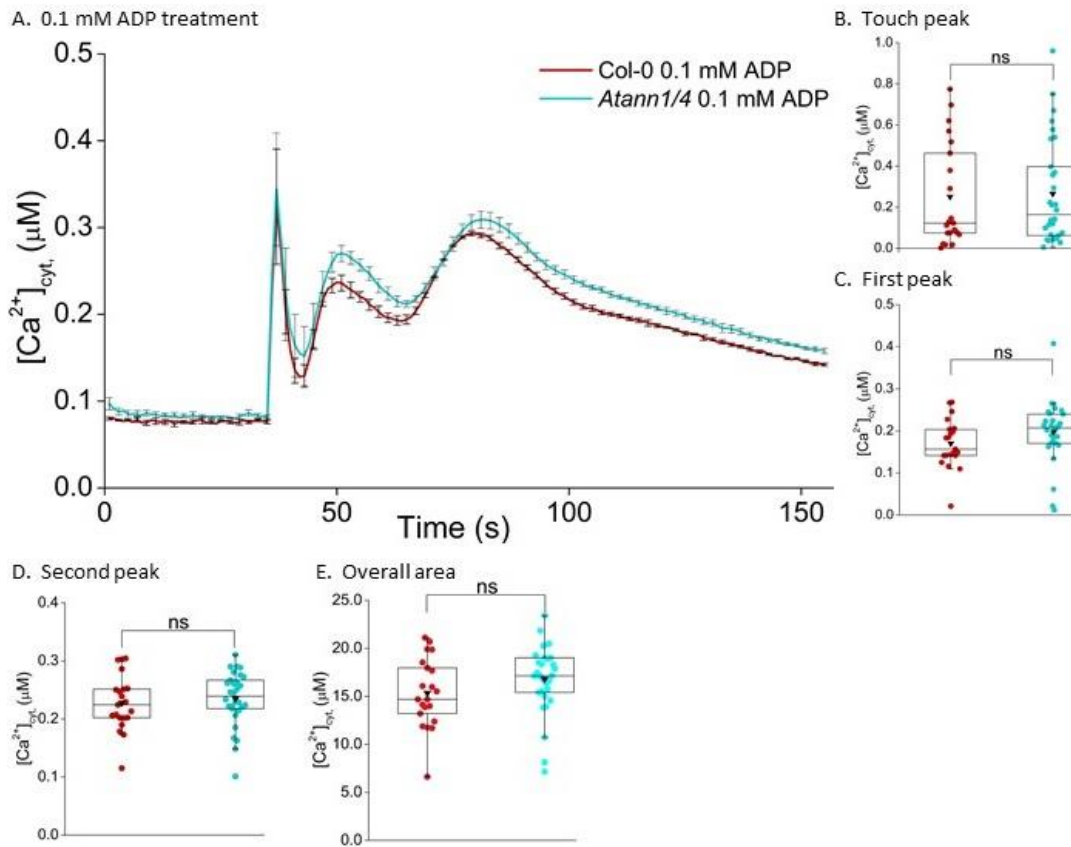 A. 0.1 mM ADP treatment
0.5
0.4
0.3
0.2
0.1
0.0
[Ca²⁺]cyt, (μM)
Col-0 0.1 mM ADP
Atann1/4 0.1 mM ADP
0
50
100
150
Time (s)
B. Touch peak
1.0
0.8
0.6
0.4
0.2
0.0
[Ca²⁺]cyt, (μM)
ns
C. First peak
0.5
0.4
0.3
0.2
0.1
0.0
[Ca²⁺]cyt, (μM)
ns
D. Second peak
0.4
0.3
0.2
0.1
0.0
[Ca²⁺]cyt, (μM)
ns
E. Overall area
25.0
20.0
15.0
10.0
5.0
0.0
[Ca²⁺]cyt, (μM)
ns